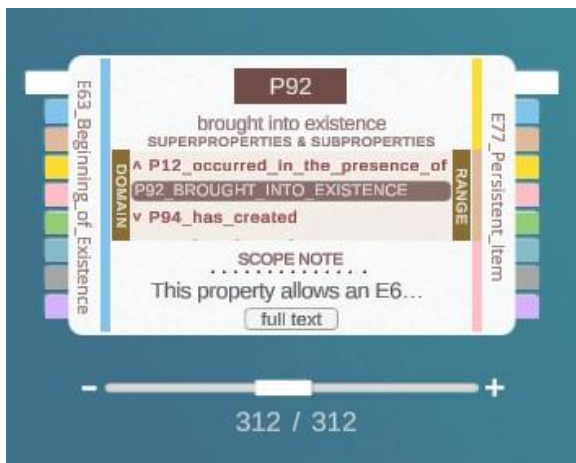 P92
brought into existence
SUPERPROPERTIES & SUBPROPERTIES
E63_Beginning_of_Existence
DOMAIN
ʌ P12_occurred_in_the_presence_of
P92_BROUGHT_INTO_EXISTENCE
v P94_has_created
RANGE
E77_Persistent_Item
SCOPE NOTE
This property allows an E6...
full text
- +
312 / 312